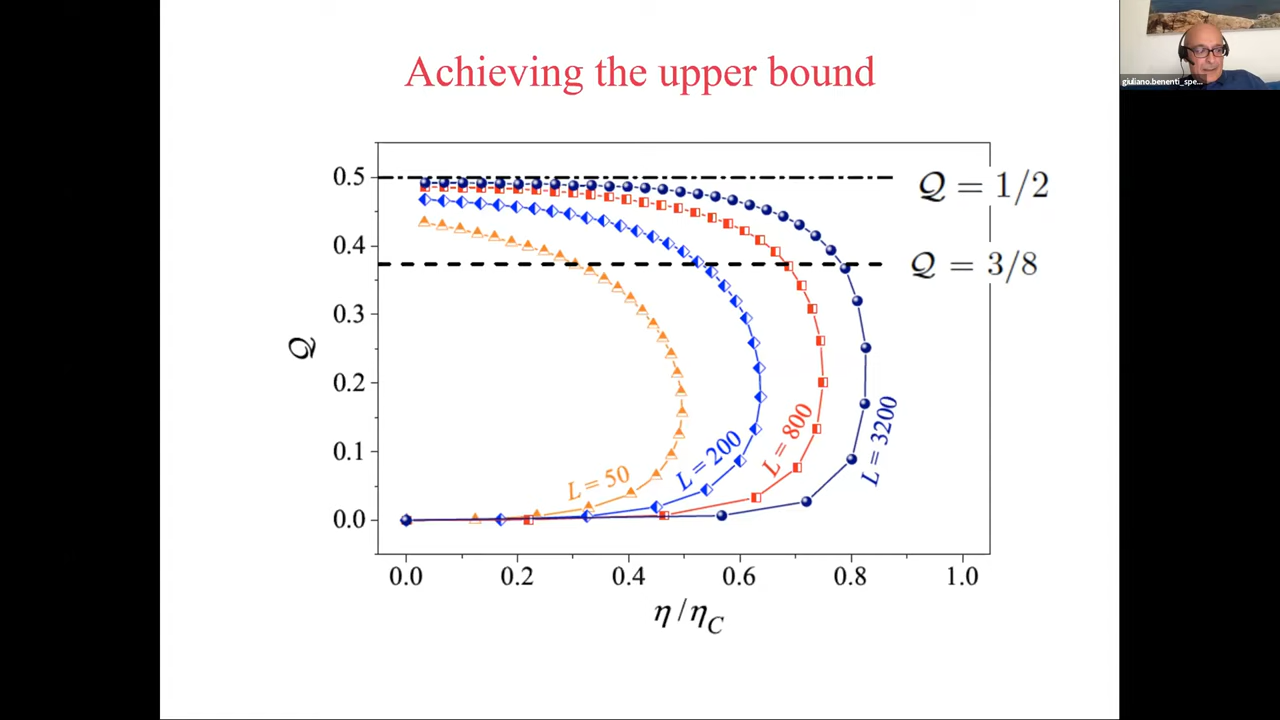 Achieving the upper bound
giuliano.benenti_spe...
0.5
0.4
0.3
0.2
0.1
0.0
𝒬
𝒬 = 1/2
𝒬 = 3/8
L = 50
L = 200
L = 800
L = 3200
0.0 0.2 0.4 0.6 0.8 1.0
η / η_C